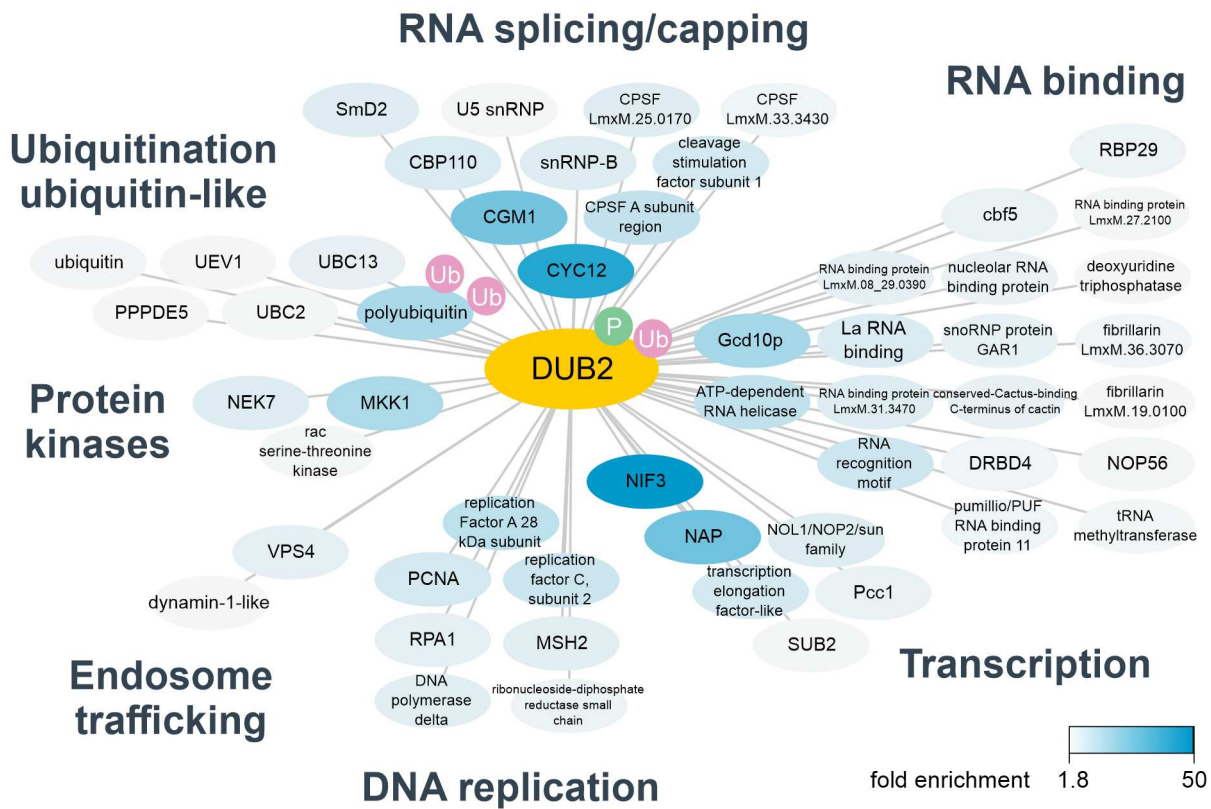 RNA splicing/capping
RNA binding
Ubiquitination
ubiquitin-like
SmD2
U5 snRNP
CPSF
LmxM.25.0170
CPSF
LmxM.33.3430
CBP110
snRNP-B
cleavage
stimulation
factor subunit 1
CGM1
CPSF A subunit
region
CYC12
RBP29
cbf5
RNA binding protein
LmxM.27.2100
ubiquitin
UEV1
UBC13
PPPDE5
UBC2
polyubiquitin
Ub
Ub
P
Ub
DUB2
RNA binding protein
LmxM.08_29.0390
nucleolar RNA
binding protein
deoxyuridine
triphosphatase
Gcd10p
La RNA
binding
snoRNP protein
GAR1
fibrillarin
LmxM.36.3070
ATP-dependent
RNA helicase
RNA binding protein
LmxM.31.3470
conserved-Cactus-binding
C-terminus of cactin
fibrillarin
LmxM.19.0100
RNA
recognition
motif
DRBD4
NOP56
pumillio/PUF
RNA binding
protein 11
tRNA
methyltransferase
Protein
kinases
NEK7
MKK1
rac
serine-threonine
kinase
VPS4
dynamin-1-like
Endosome
trafficking
replication
Factor A 28
kDa subunit
PCNA
replication
factor C,
subunit 2
RPA1
MSH2
DNA
polymerase
delta
ribonucleoside-diphosphate
reductase small
chain
DNA replication
NIF3
NAP
NOL1/NOP2/sun
family
transcription
elongation
factor-like
Pcc1
SUB2
Transcription
fold enrichment
1.8
50